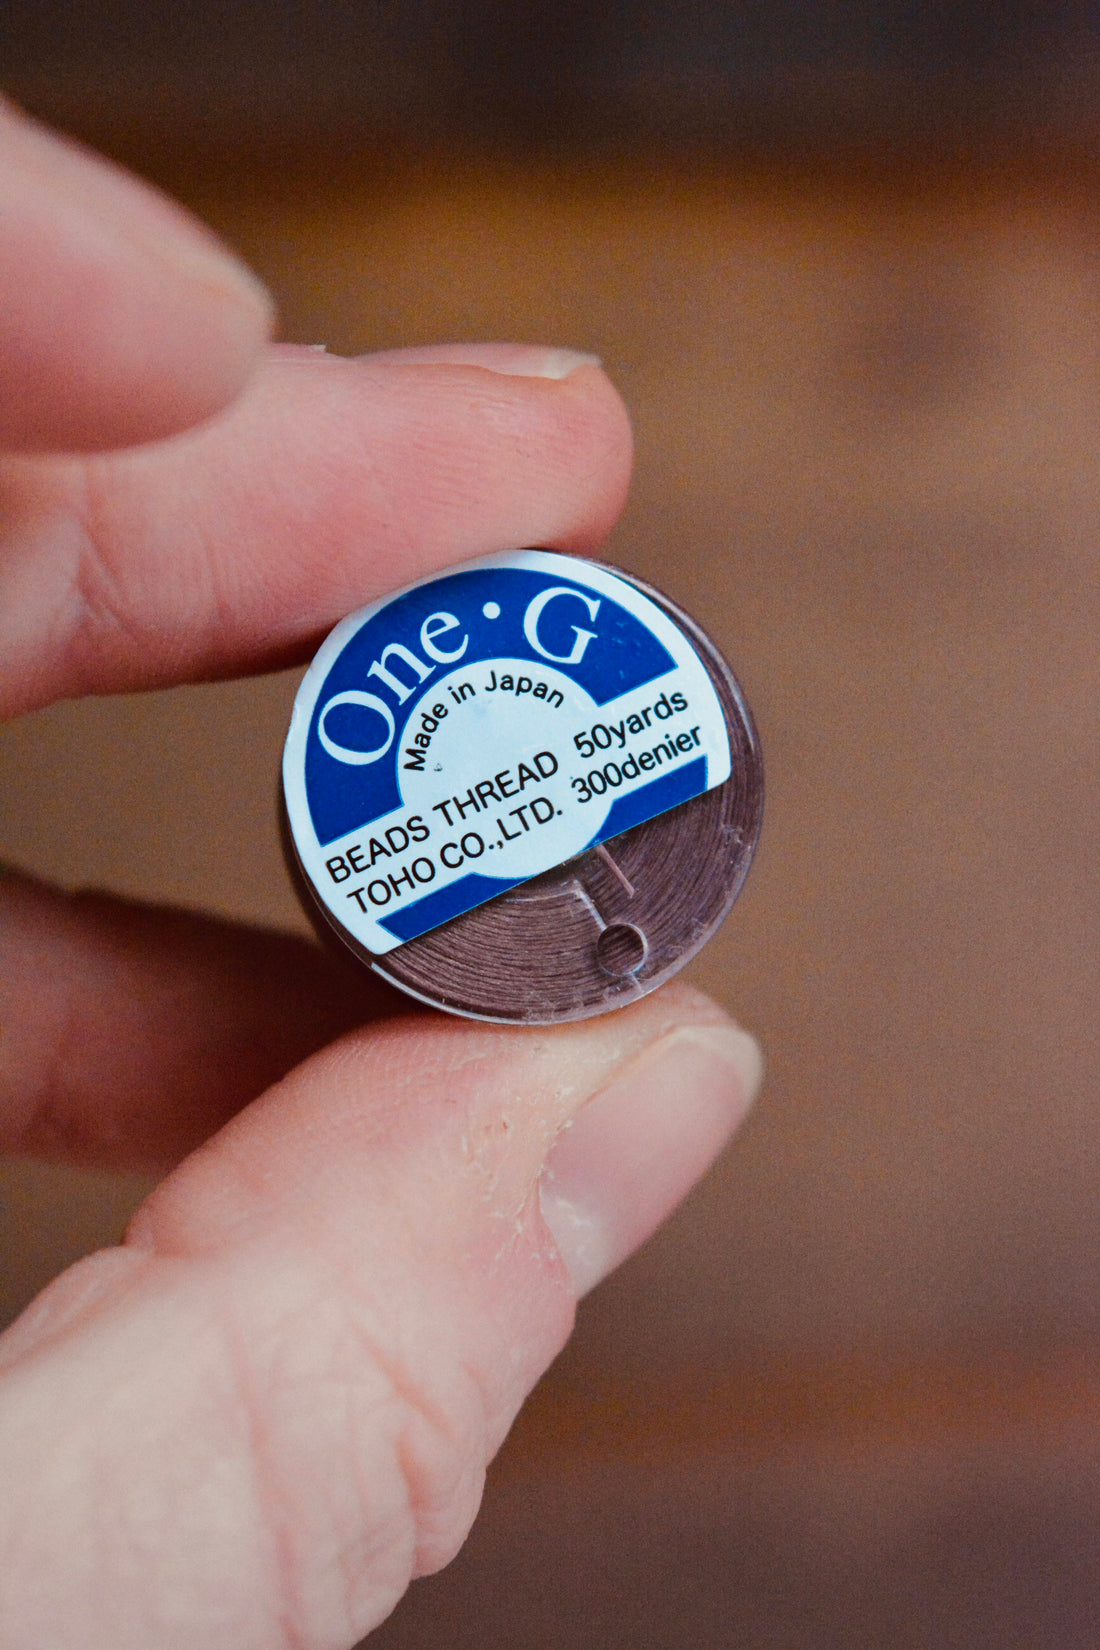 One·G
Made in Japan
BEADS THREAD 50yards
TOHO CO.,LTD. 300denier